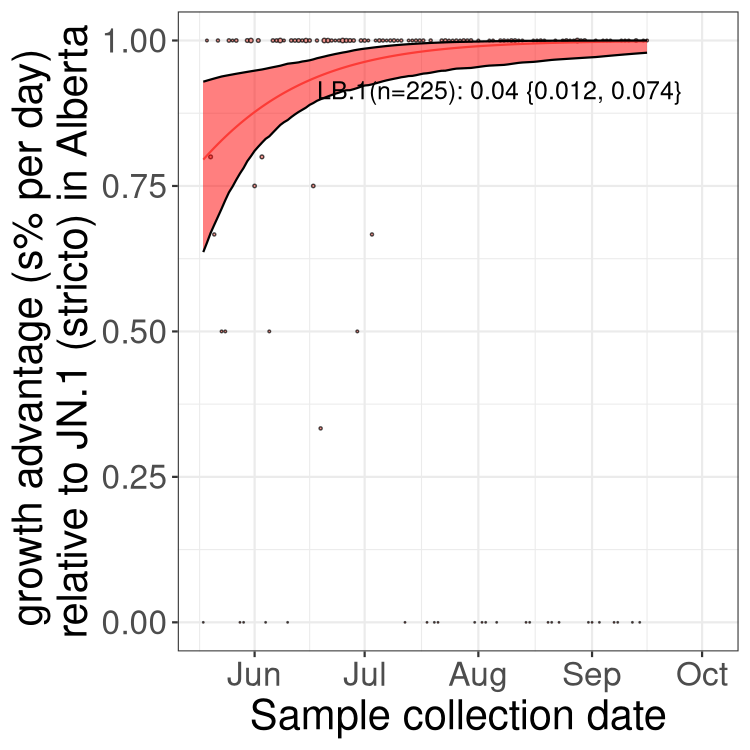 growth advantage (s% per day)
relative to JN.1 (stricto) in Alberta
1.00
0.75
0.50
0.25
0.00
LB.1(n=225): 0.04 {0.012, 0.074}
Jun Jul Aug Sep Oct
Sample collection date